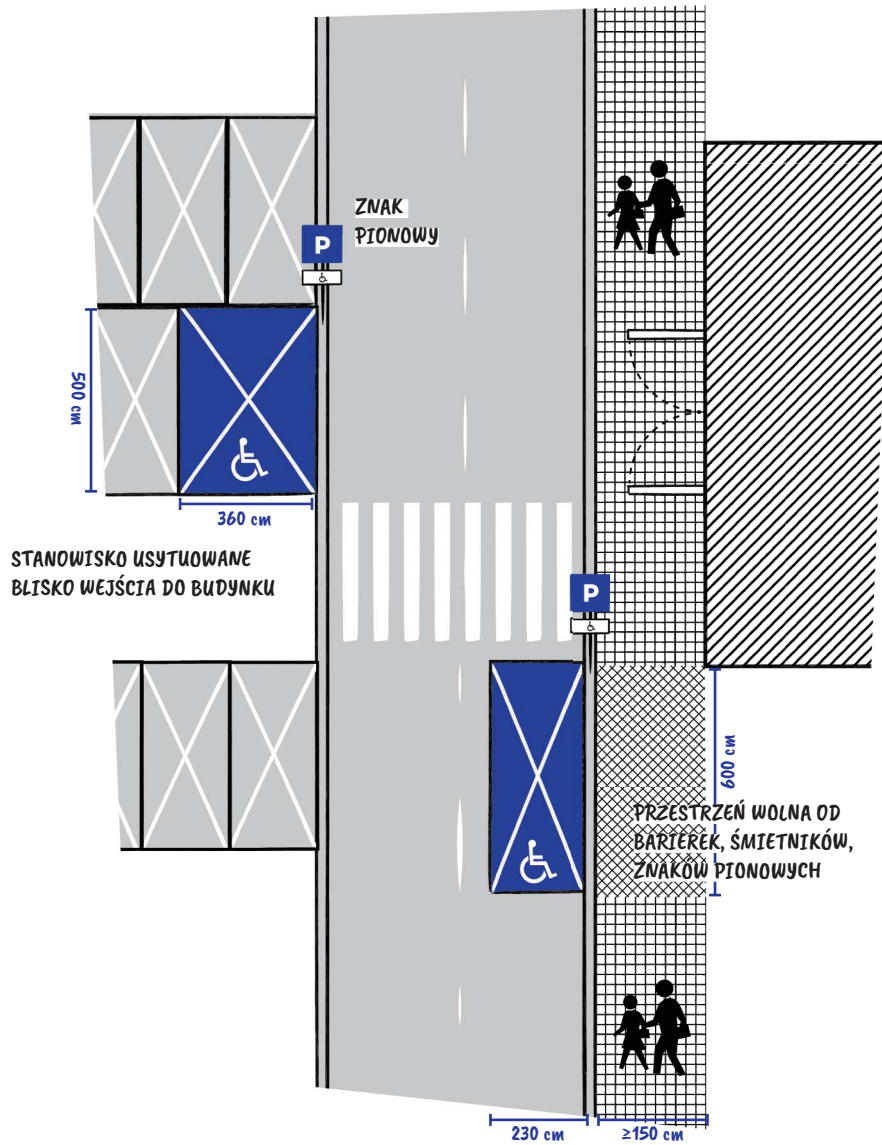 ZNAK
PIONOWY
P
500 cm
360 cm
STANOWISKO USYTUOWANE
BLISKO WEJŚCIA DO BUDYNKU
P
600 cm
PRZESTRZEŃ WOLNA OD
BARIEREK, ŚMIETNIKÓW,
ZNAKÓW PIONOWYCH
230 cm
≥150 cm